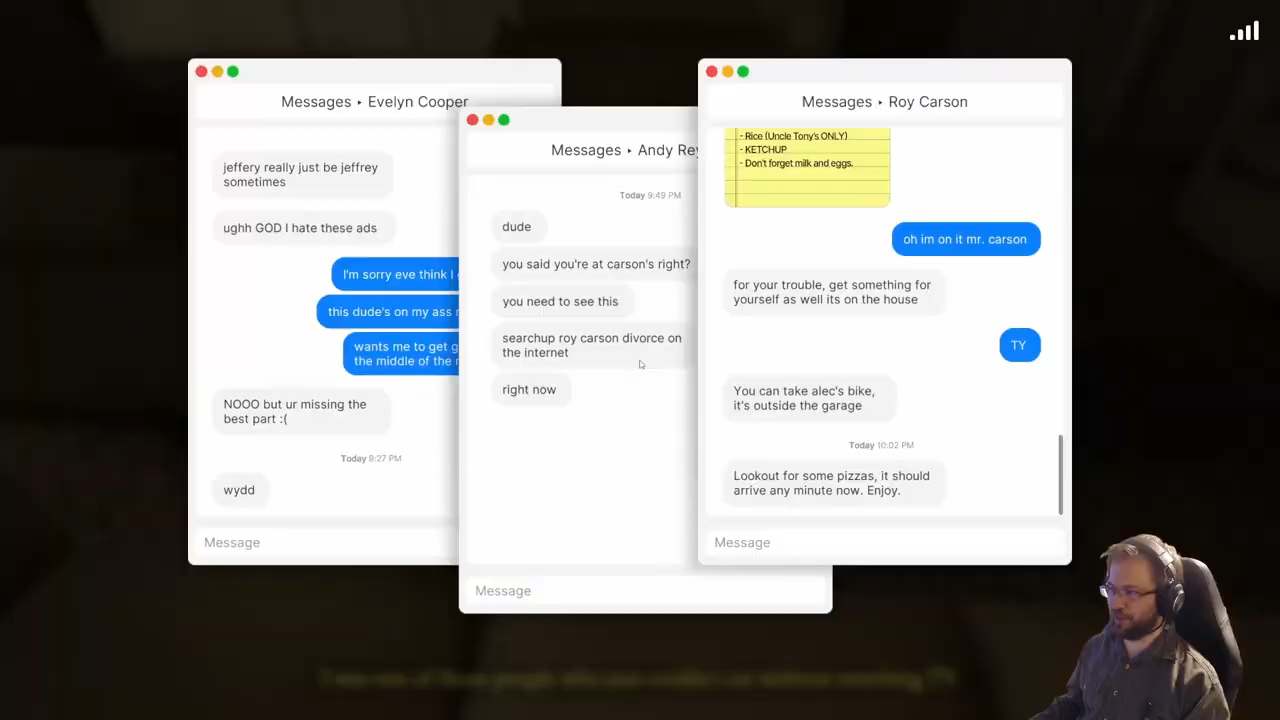 Messages ▸ Evelyn Cooper
jeffery really just be jeffrey
sometimes
ughh GOD I hate these ads
I'm sorry eve think I
this dude's on my ass
wants me to get
the middle of the
NOOO but ur missing the
best part :(
Today 8:27 PM
wydd
Message
Messages ▸ Andy Rey
Today 9:49 PM
dude
you said you're at carson's right?
you need to see this
searchup roy carson divorce on
the internet
right now
Message
Messages ▸ Roy Carson
- Rice (Uncle Tony's ONLY)
- KETCHUP
- Don't forget milk and eggs.
oh im on it mr. carson
for your trouble, get something for
yourself as well its on the house
TY
You can take alec's bike,
it's outside the garage
Today 10:02 PM
Lookout for some pizzas, it should
arrive any minute now. Enjoy.
Message